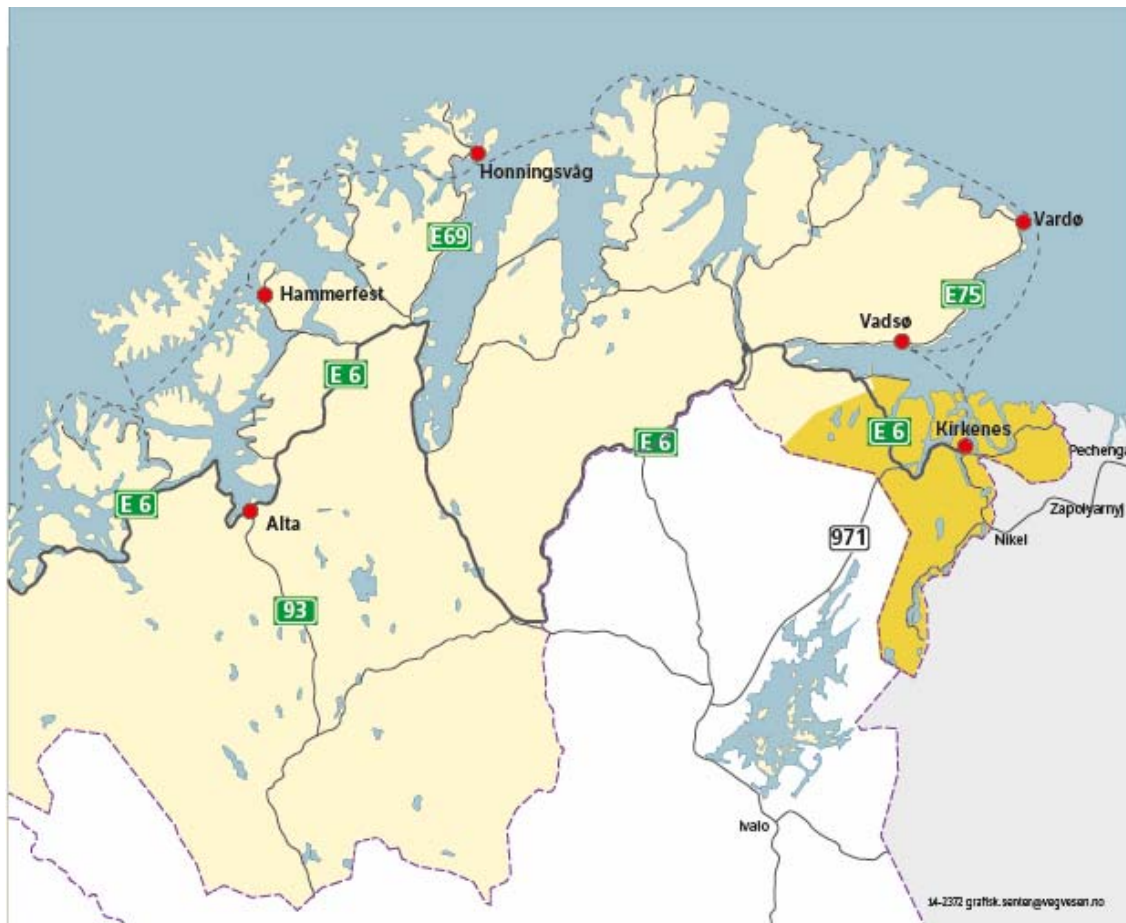 Honningsvåg
E69
Vardø
Hammerfest
E75
Vadsø
E 6
E 6
E 6
Kirkenes
Pechenga
E 6
Alta
Zapolyarnyj
971
Nikel
93
Ivalo
14-2372 grafisk.senter@vegvesen.no